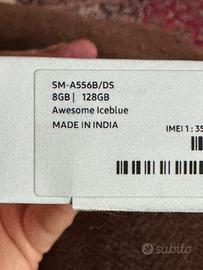 SM-A556B/DS
8GB | 128GB
Awesome Iceblue
MADE IN INDIA
IMEI 1 : 35
subito